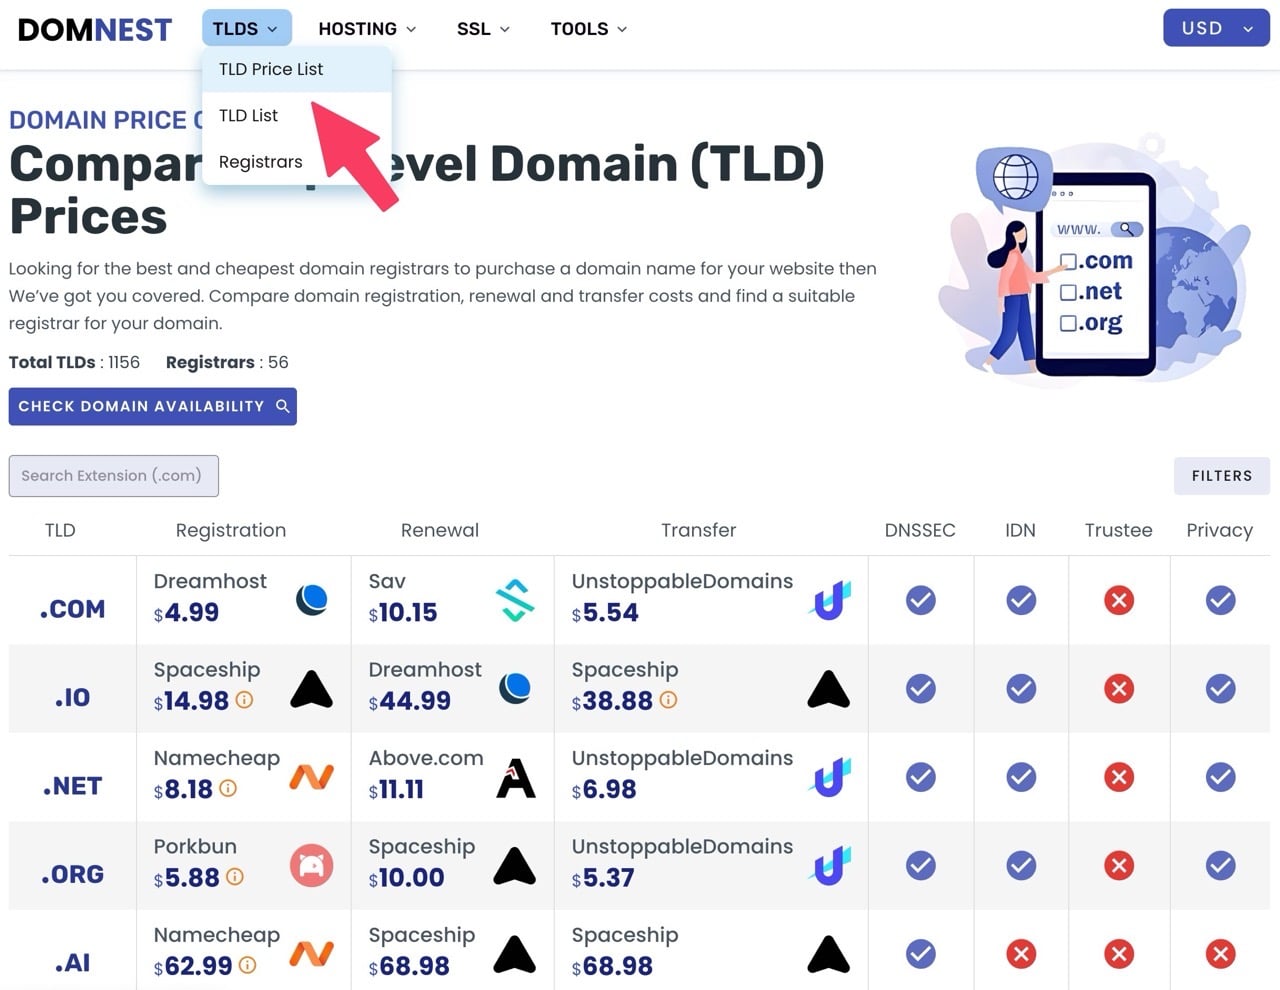 DOMNEST
TLDS
HOSTING
SSL
TOOLS
USD
TLD Price List
TLD List
Registrars
DOMAIN PRICE
Compar evel Domain (TLD)
Prices
Looking for the best and cheapest domain registrars to purchase a domain name for your website then
We've got you covered. Compare domain registration, renewal and transfer costs and find a suitable
registrar for your domain.
Total TLDs : 1156 Registrars : 56
CHECK DOMAIN AVAILABILITY
www.
.com
.net
.org
Search Extension (.com)
FILTERS
TLD Registration Renewal Transfer DNSSEC IDN Trustee Privacy
Dreamhost Sav UnstoppableDomains
.COM $4.99 $10.15 $5.54
Spaceship Dreamhost Spaceship
.IO $14.98 $44.99 $38.88
Namecheap Above.com UnstoppableDomains
.NET $8.18 $11.11 $6.98
Porkbun Spaceship UnstoppableDomains
.ORG $5.88 $10.00 $5.37
Namecheap Spaceship Spaceship
.AI $62.99 $68.98 $68.98